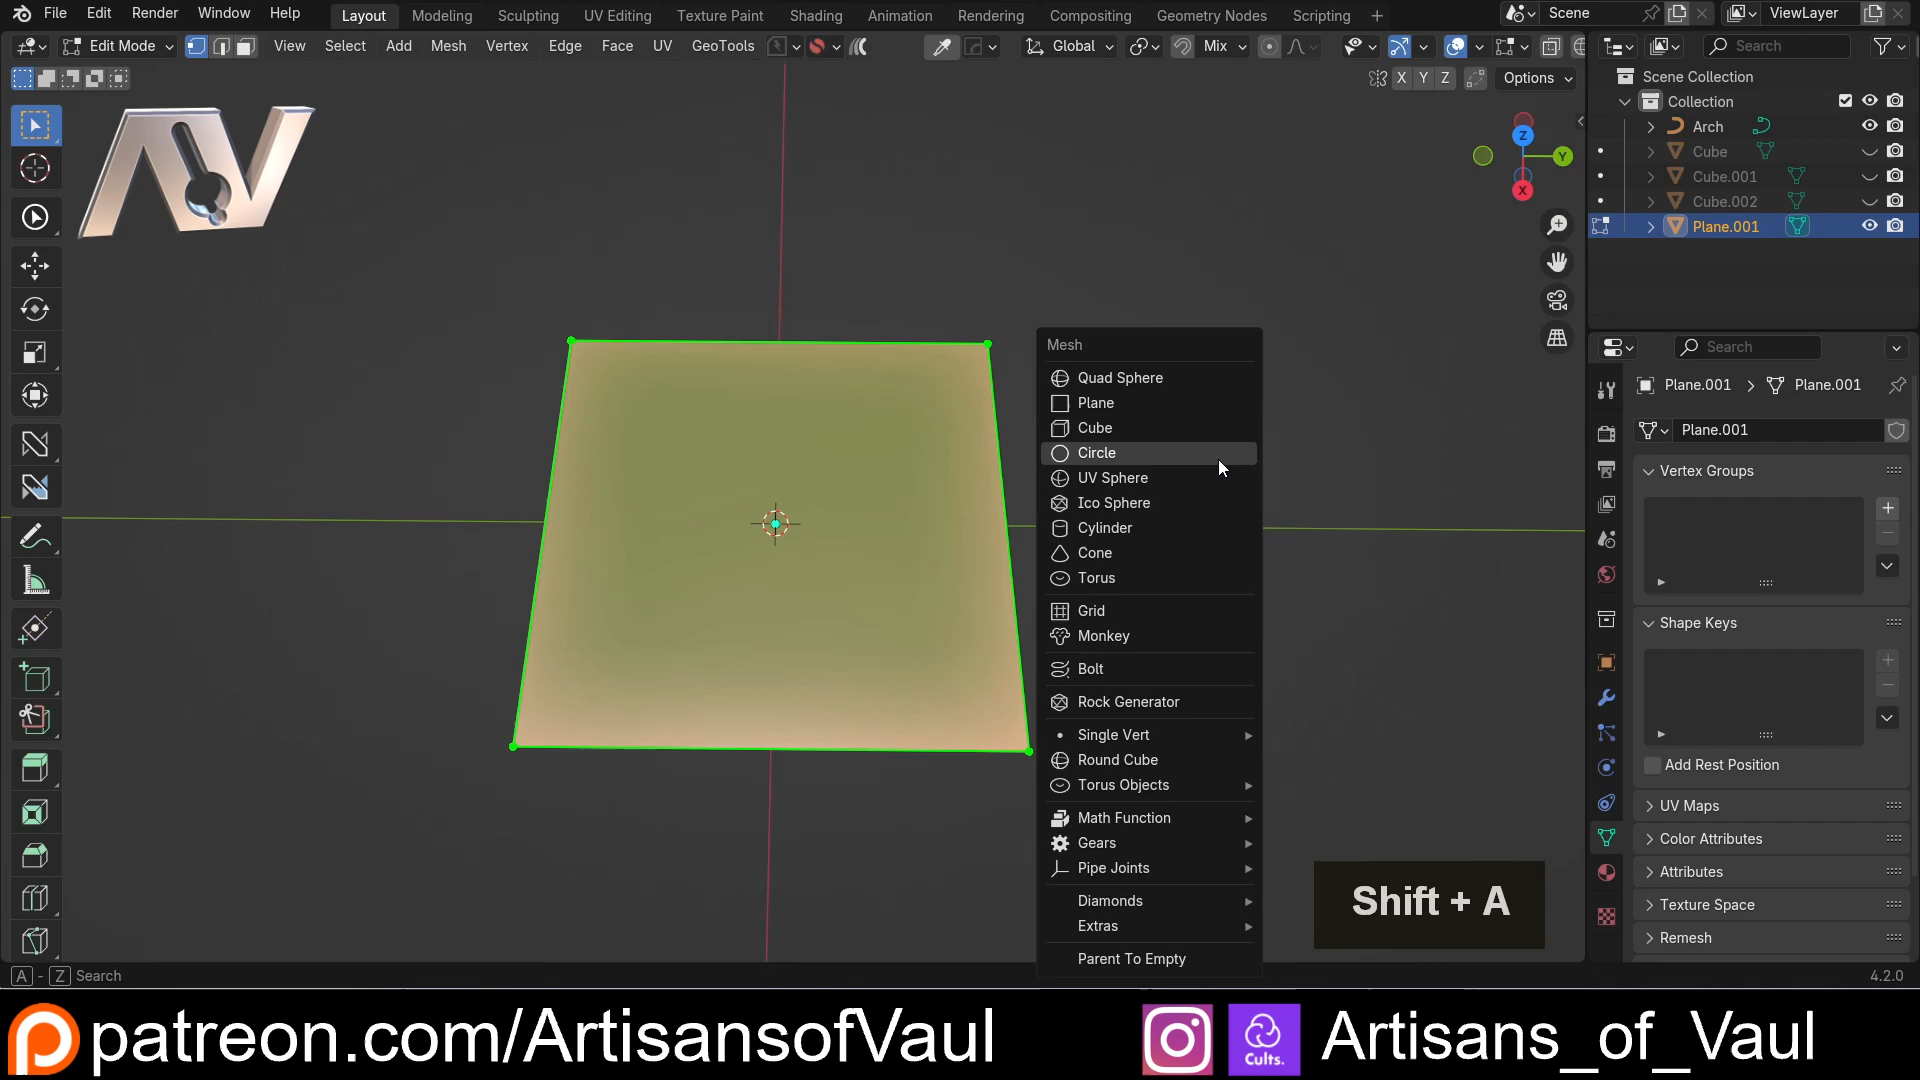 File Edit Render Window Help Layout Modeling Sculpting UV Editing Texture Paint Shading Animation Rendering Compositing Geometry Nodes Scripting + Scene ViewLayer
Edit Mode View Select Add Mesh Vertex Edge Face UV GeoTools Global Mix Search
X Y Z Options
AV
Z
Y
X
Scene Collection
Collection
Arch
Cube
Cube.001
Cube.002
Plane.001
Search
Plane.001 > Plane.001
Plane.001
Vertex Groups
Shape Keys
Add Rest Position
UV Maps
Color Attributes
Attributes
Texture Space
Remesh
Mesh
Quad Sphere
Plane
Cube
Circle
UV Sphere
Ico Sphere
Cylinder
Cone
Torus
Grid
Monkey
Bolt
Rock Generator
Single Vert
Round Cube
Torus Objects
Math Function
Gears
Pipe Joints
Diamonds
Extras
Parent To Empty
Shift + A
A - Z Search
4.2.0
patreon.com/ArtisansofVaul
Cults.
Artisans_of_Vaul